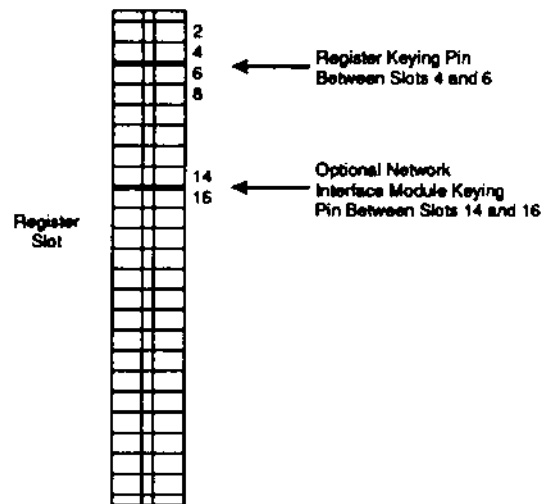 2
4
6
8
Register Keying Pin
Between Slots 4 and 6
14
16
Optional Network
Interface Module Keying
Pin Between Slots 14 and 16
Register
Slot